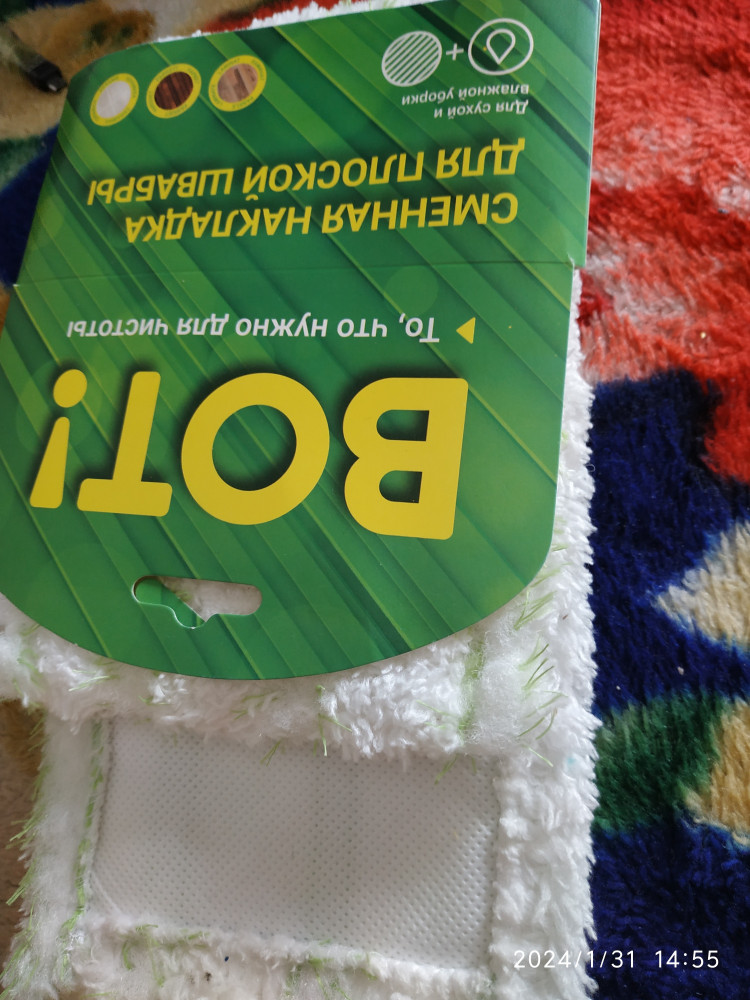 ВОТ!
То, что нужно для чистоты
СМЕННАЯ НАКЛАДКА
ДЛЯ ПЛОСКОЙ ШВАБРЫ
Для сухой и
влажной уборки
+
2024/1/31 14:55